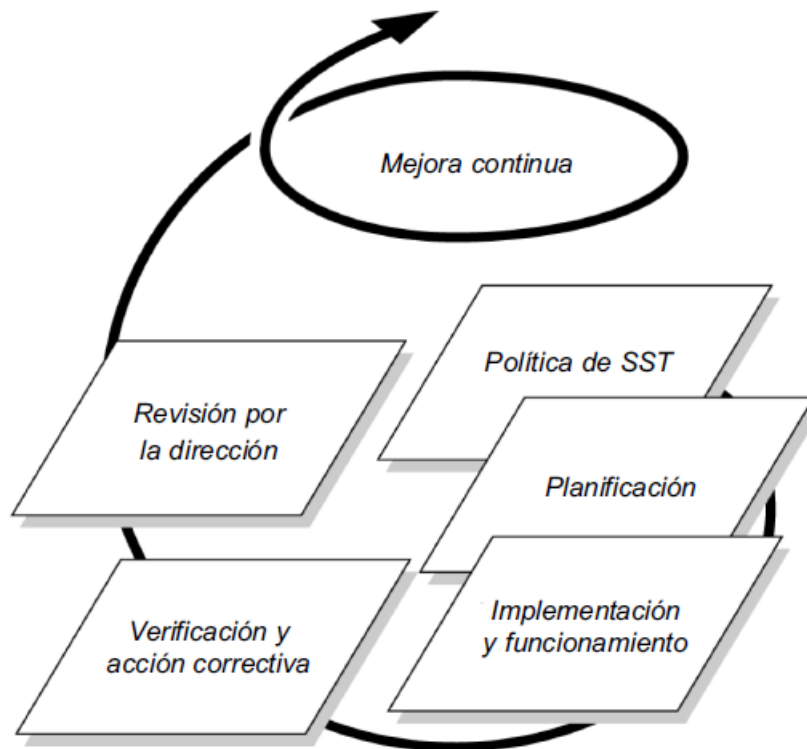 Mejora continua
Política de SST
Planificación
Implementación
y funcionamiento
Verificación y
acción correctiva
Revisión por
la dirección